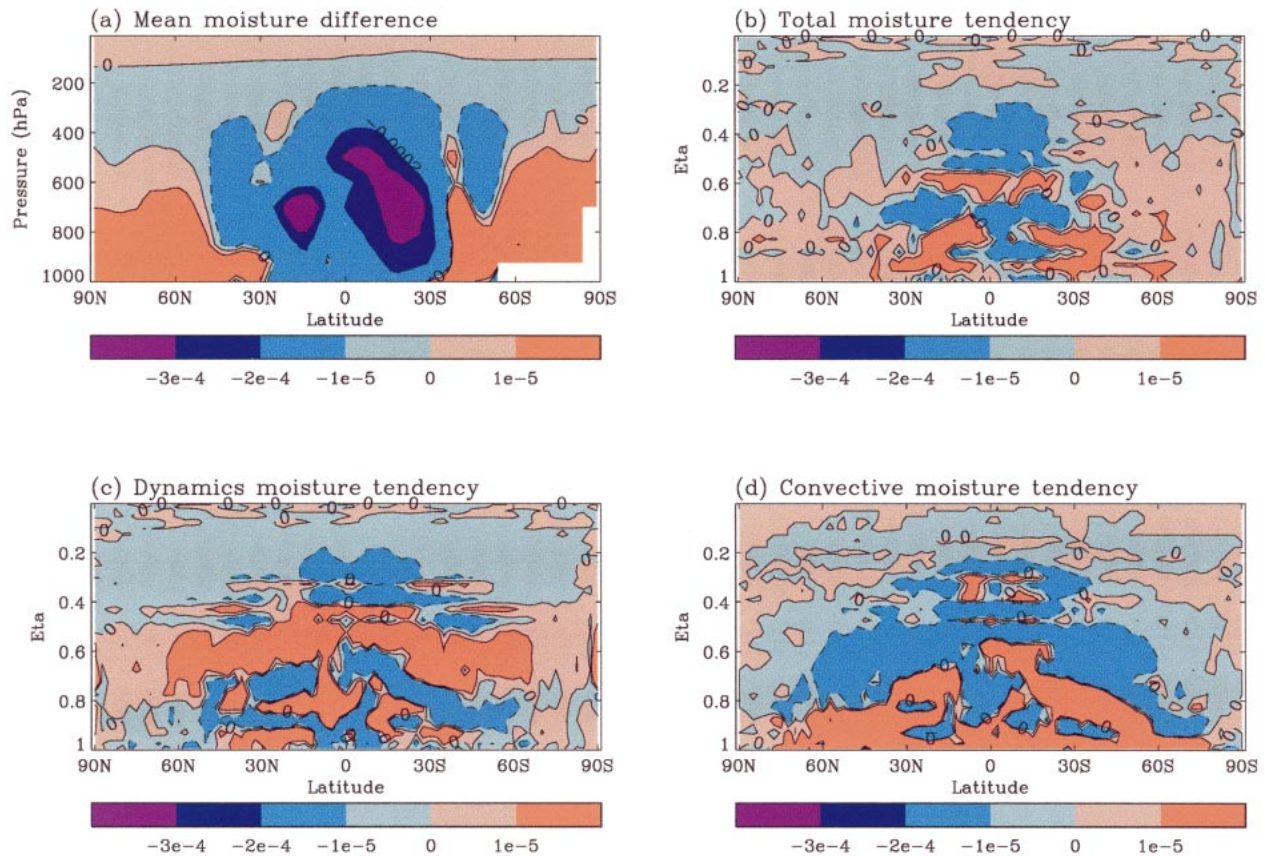 (a) Mean moisture difference
Pressure (hPa)
200
400
600
800
1000
0
-0.0002
0
0
90N 60N 30N 0 30S 60S 90S
Latitude
-3e-4 -2e-4 -1e-5 0 1e-5
(b) Total moisture tendency
Eta
0.2
0.4
0.6
0.8
1
90N 60N 30N 0 30S 60S 90S
Latitude
-3e-4 -2e-4 -1e-5 0 1e-5
(c) Dynamics moisture tendency
Eta
0.2
0.4
0.6
0.8
1
90N 60N 30N 0 30S 60S 90S
Latitude
-3e-4 -2e-4 -1e-5 0 1e-5
(d) Convective moisture tendency
Eta
0.2
0.4
0.6
0.8
1
90N 60N 30N 0 30S 60S 90S
Latitude
-3e-4 -2e-4 -1e-5 0 1e-5